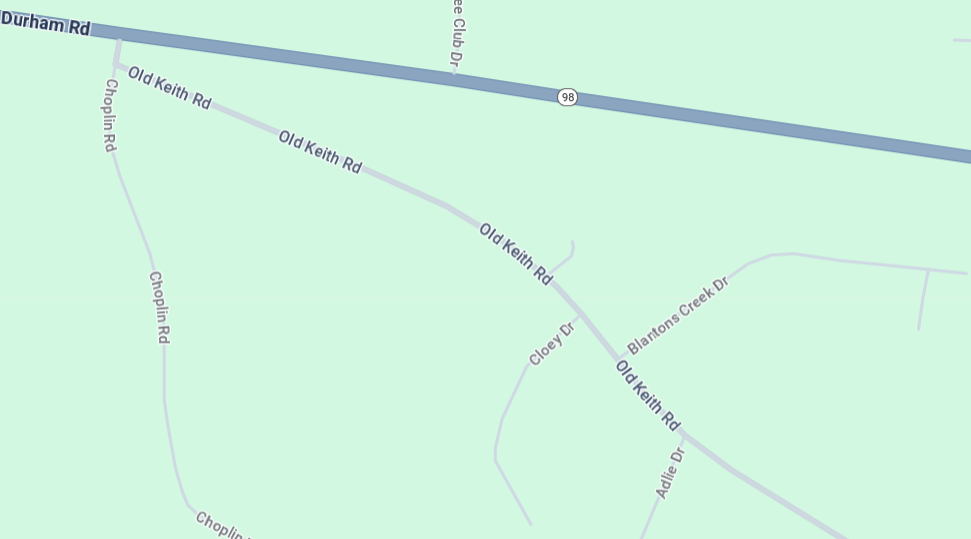 Durham Rd
ee Club Dr
98
Old Keith Rd
Choplin Rd
Old Keith Rd
Old Keith Rd
Choplin Rd
Blantons Creek Dr
Cloey Dr
Old Keith Rd
Adlie Dr
Choplin